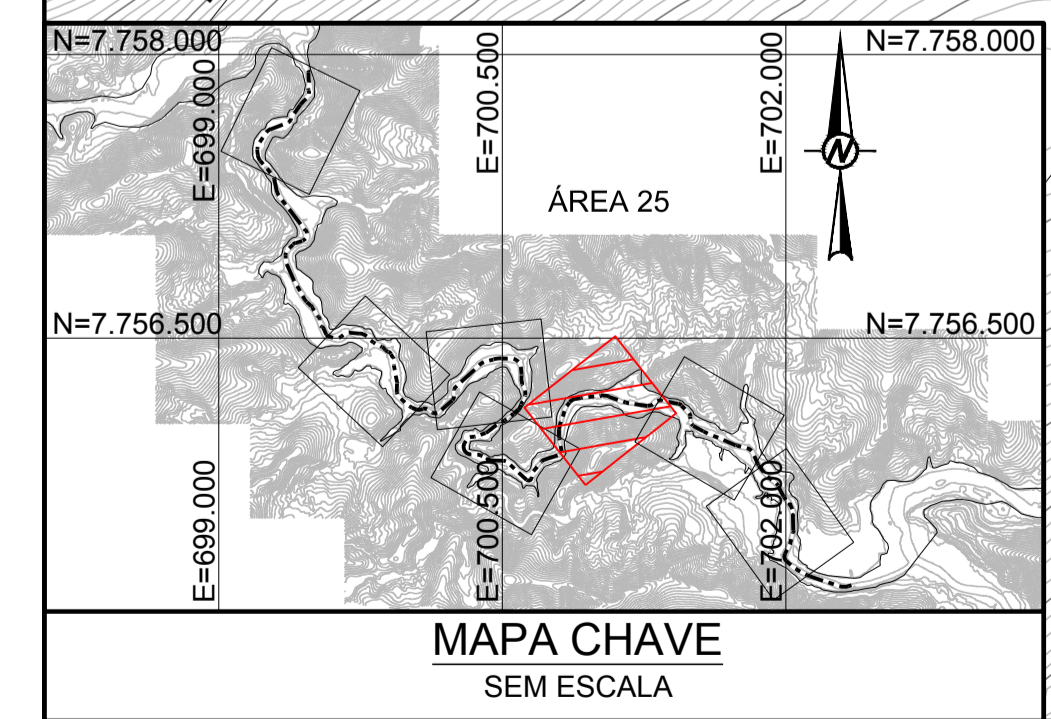 N=7.758.000
N=7.758.000
E=699.000
E=700.500
E=702.000
N
ÁREA 25
N=7.756.500
N=7.756.500
E=699.000
E=700.500
E=702.000
MAPA CHAVE
SEM ESCALA